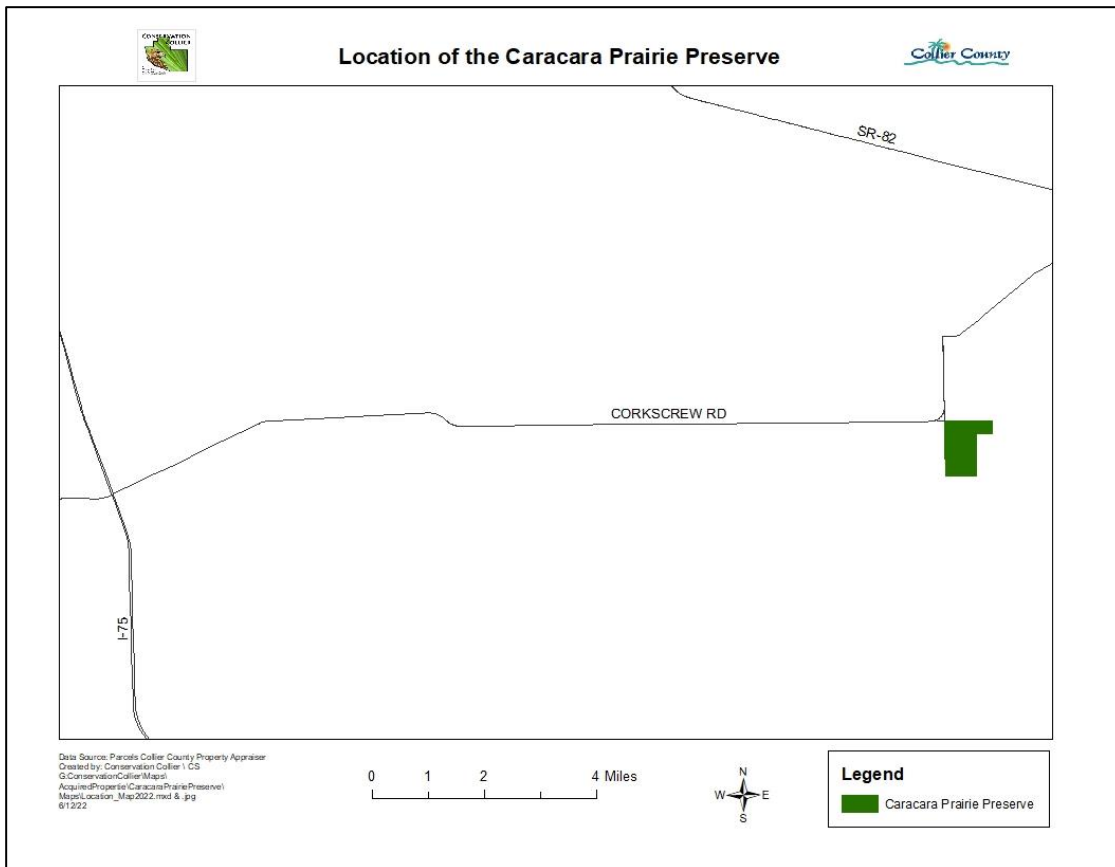 CONSERVATION
COLLIER
Location of the Caracara Prairie Preserve
Collier County
SR-82
CORKSCREW RD
I-75
Data Source: Parcels Collier County Property Appraiser
Created by: Conservation Collier \ CS
G:ConservationCollier\Maps\
AcquiredPropertie\CaracaraPrairiePreserve\
Maps\Location_Map2022.mxd & .jpg
6/12/22
0 1 2 4 Miles
N
W E
S
Legend
Caracara Prairie Preserve